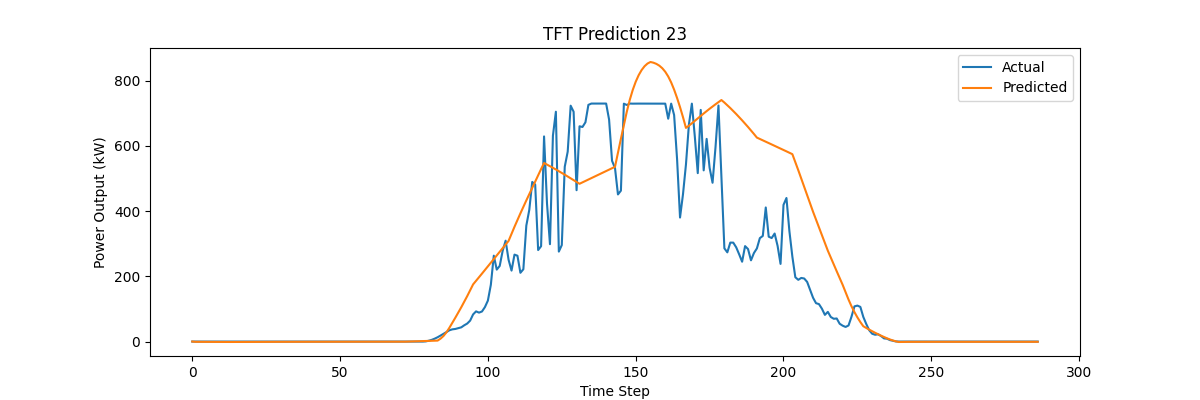 TFT Prediction 23
Actual
Predicted
Power Output (kW)
800
600
400
200
0
0 50 100 150 200 250 300
Time Step